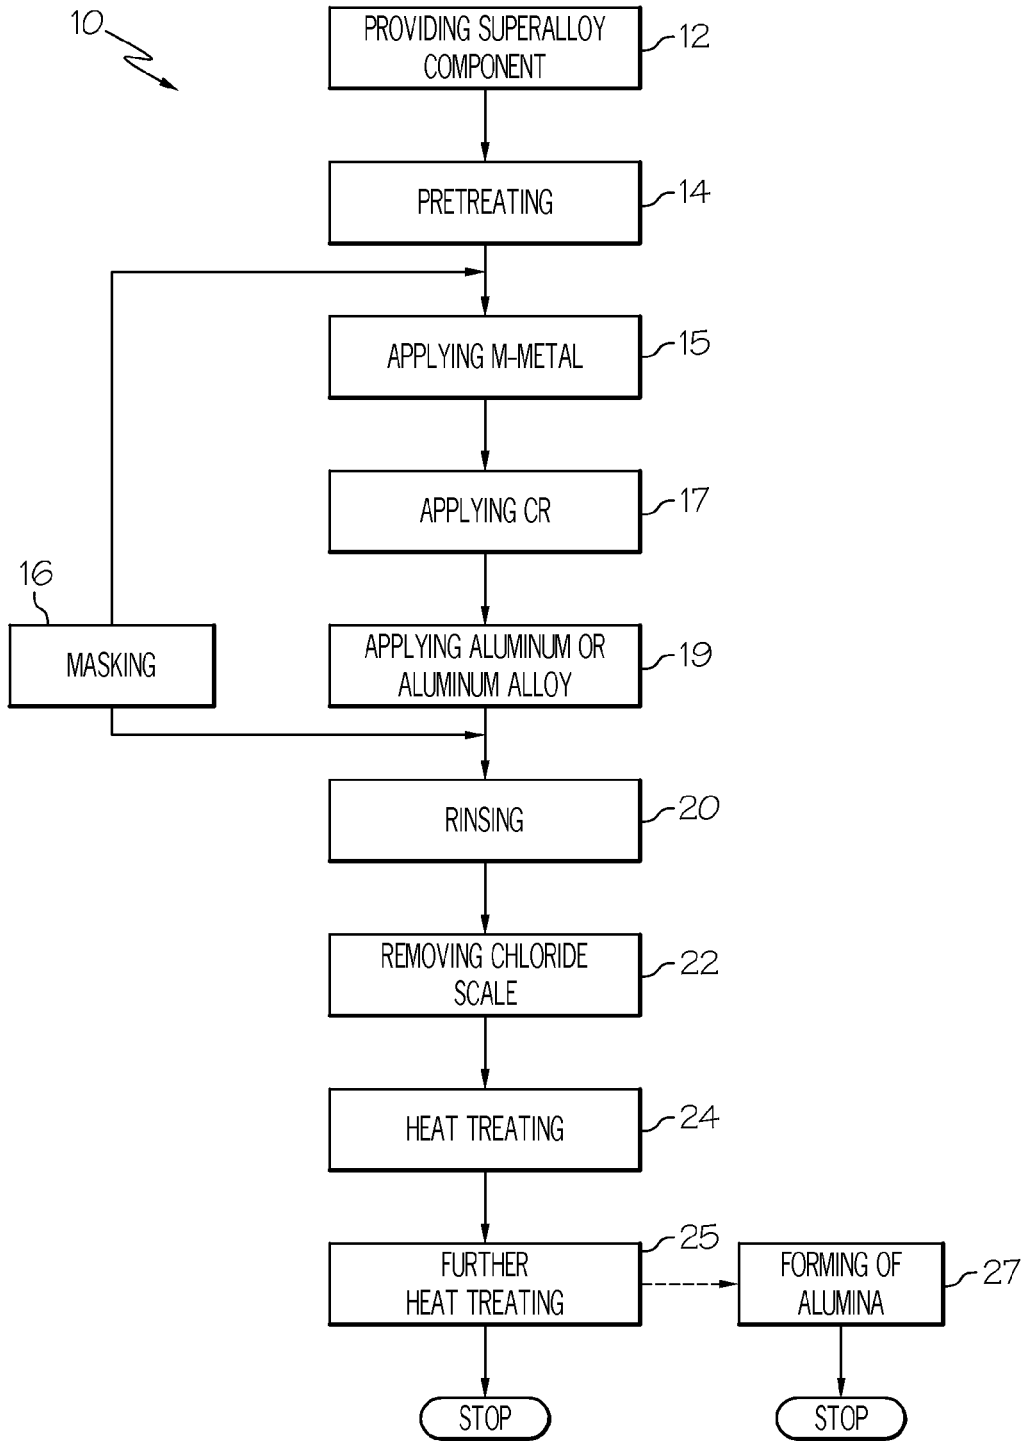 10
PROVIDING SUPERALLOY
COMPONENT
12
PRETREATING
14
APPLYING M-METAL
15
APPLYING CR
17
16
MASKING
APPLYING ALUMINUM OR
ALUMINUM ALLOY
19
RINSING
20
REMOVING CHLORIDE
SCALE
22
HEAT TREATING
24
FURTHER
HEAT TREATING
25
FORMING OF
ALUMINA
27
STOP
STOP